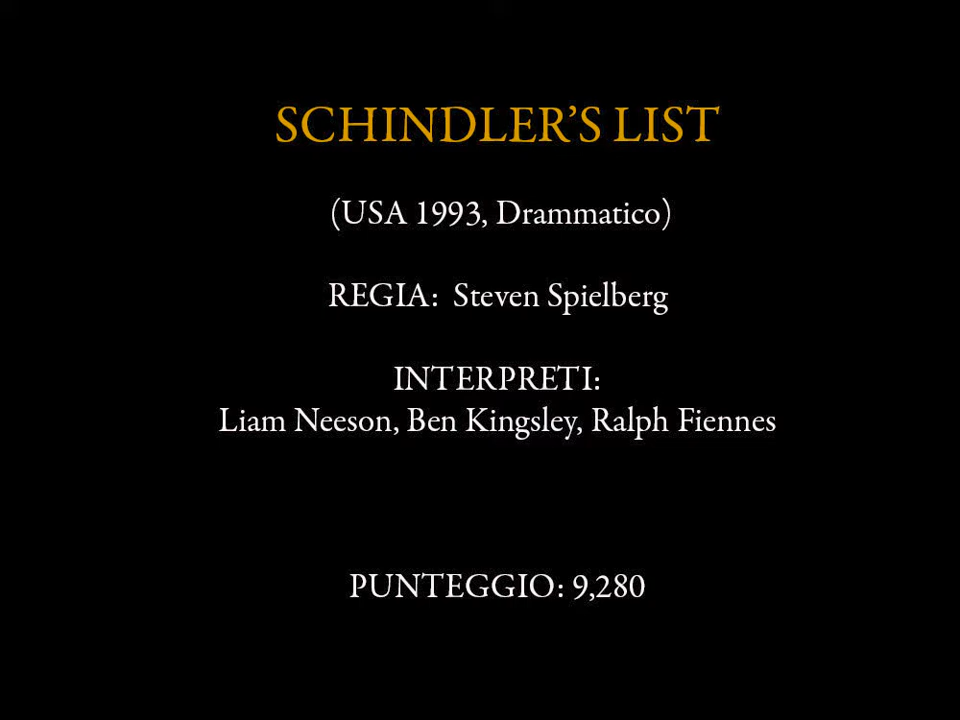 SCHINDLER’S LIST
(USA 1993, Drammatico)
REGIA: Steven Spielberg
INTERPRETI:
Liam Neeson, Ben Kingsley, Ralph Fiennes
PUNTEGGIO: 9,280